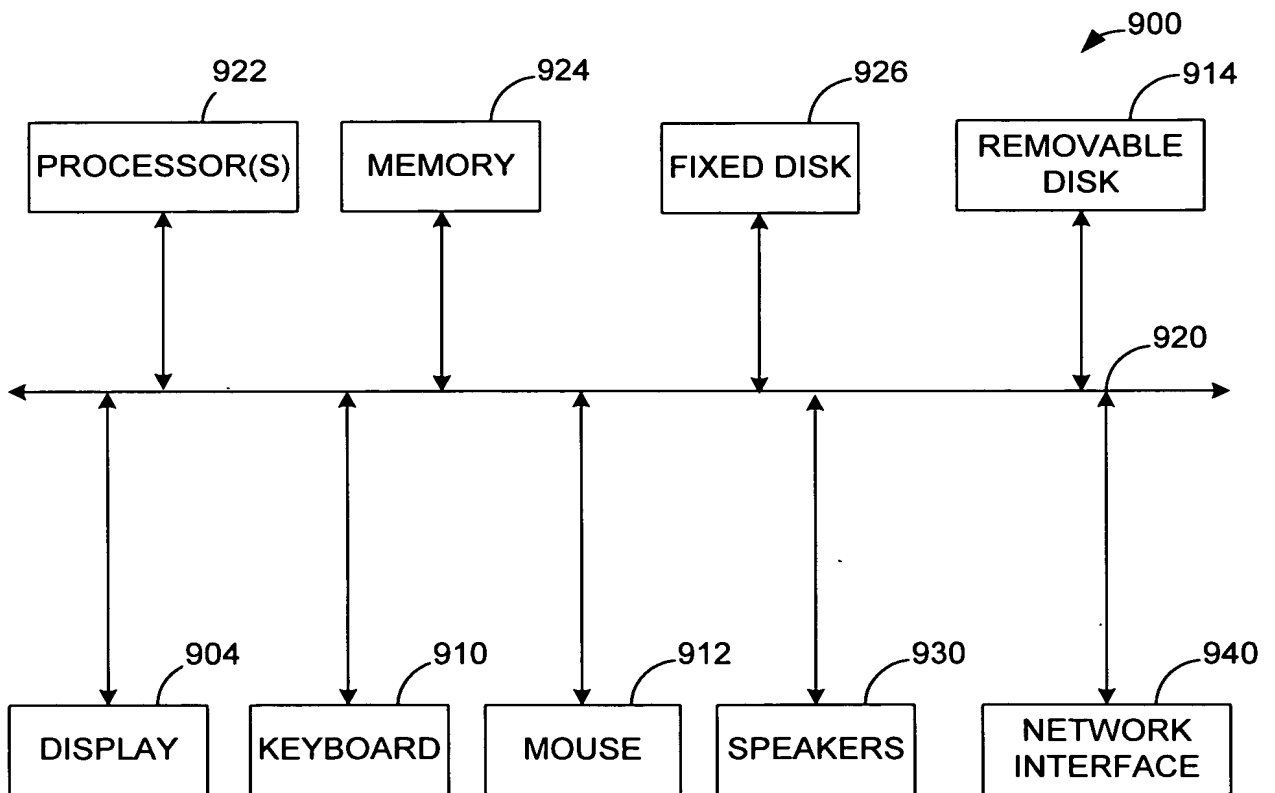 900
922
924
926
914
PROCESSOR(S)
MEMORY
FIXED DISK
REMOVABLE
DISK
920
904
910
912
930
940
DISPLAY
KEYBOARD
MOUSE
SPEAKERS
NETWORK
INTERFACE